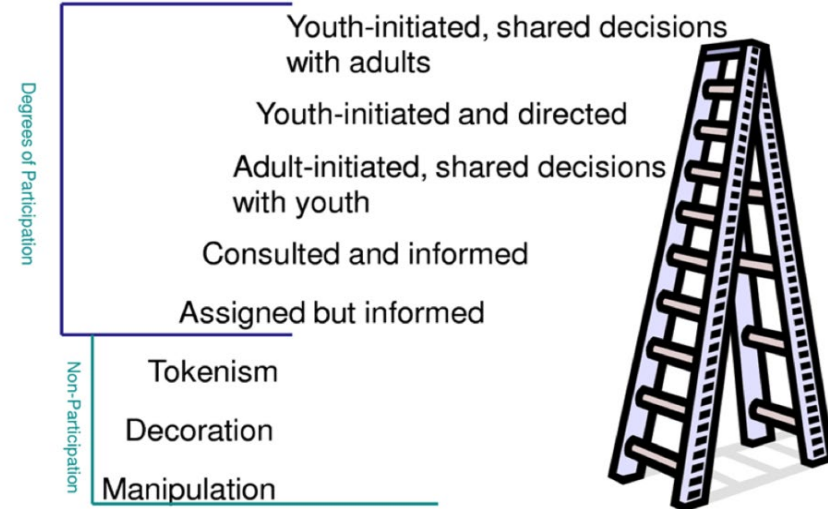 Youth-initiated, shared decisions
with adults
Youth-initiated and directed
Adult-initiated, shared decisions
with youth
Consulted and informed
Assigned but informed
Degrees of Participation
Tokenism
Decoration
Manipulation
Non-Participation